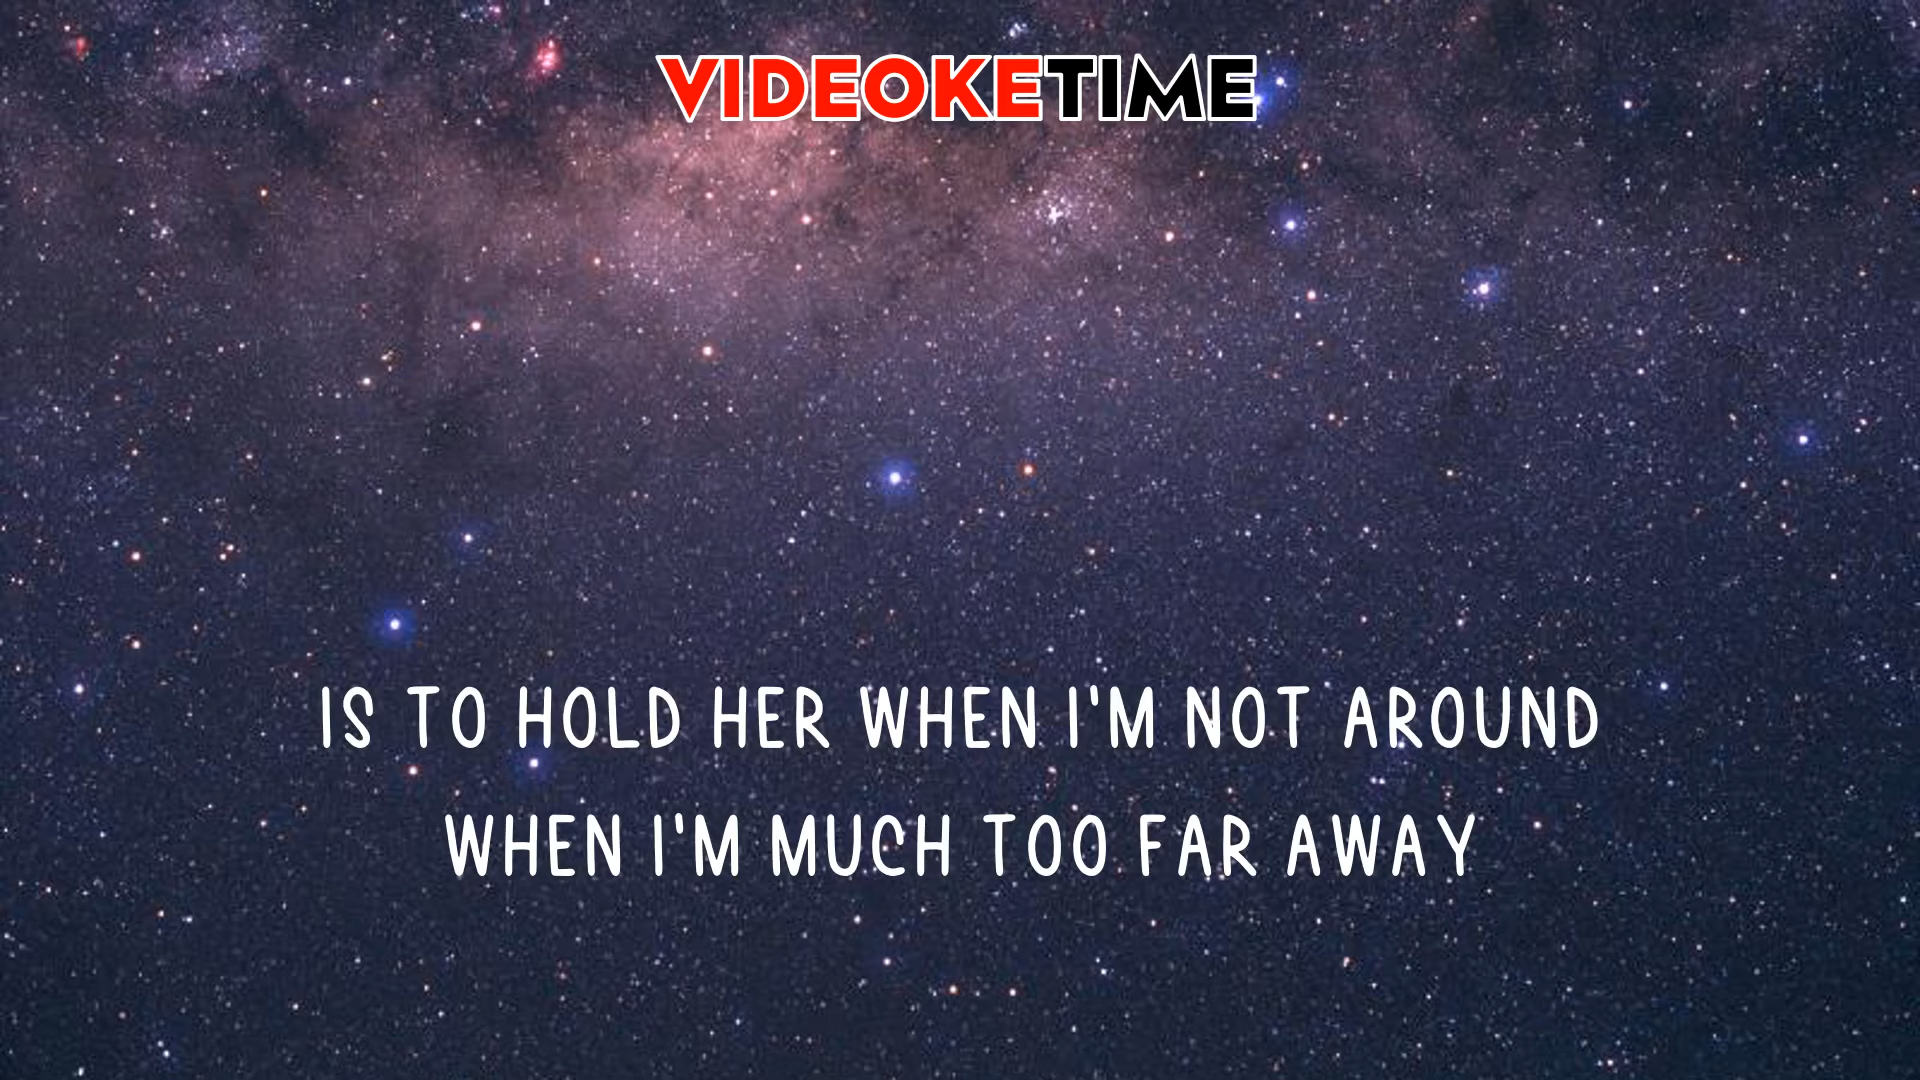 VIDEOKETIME
IS TO HOLD HER WHEN I'M NOT AROUND
WHEN I'M MUCH TOO FAR AWAY